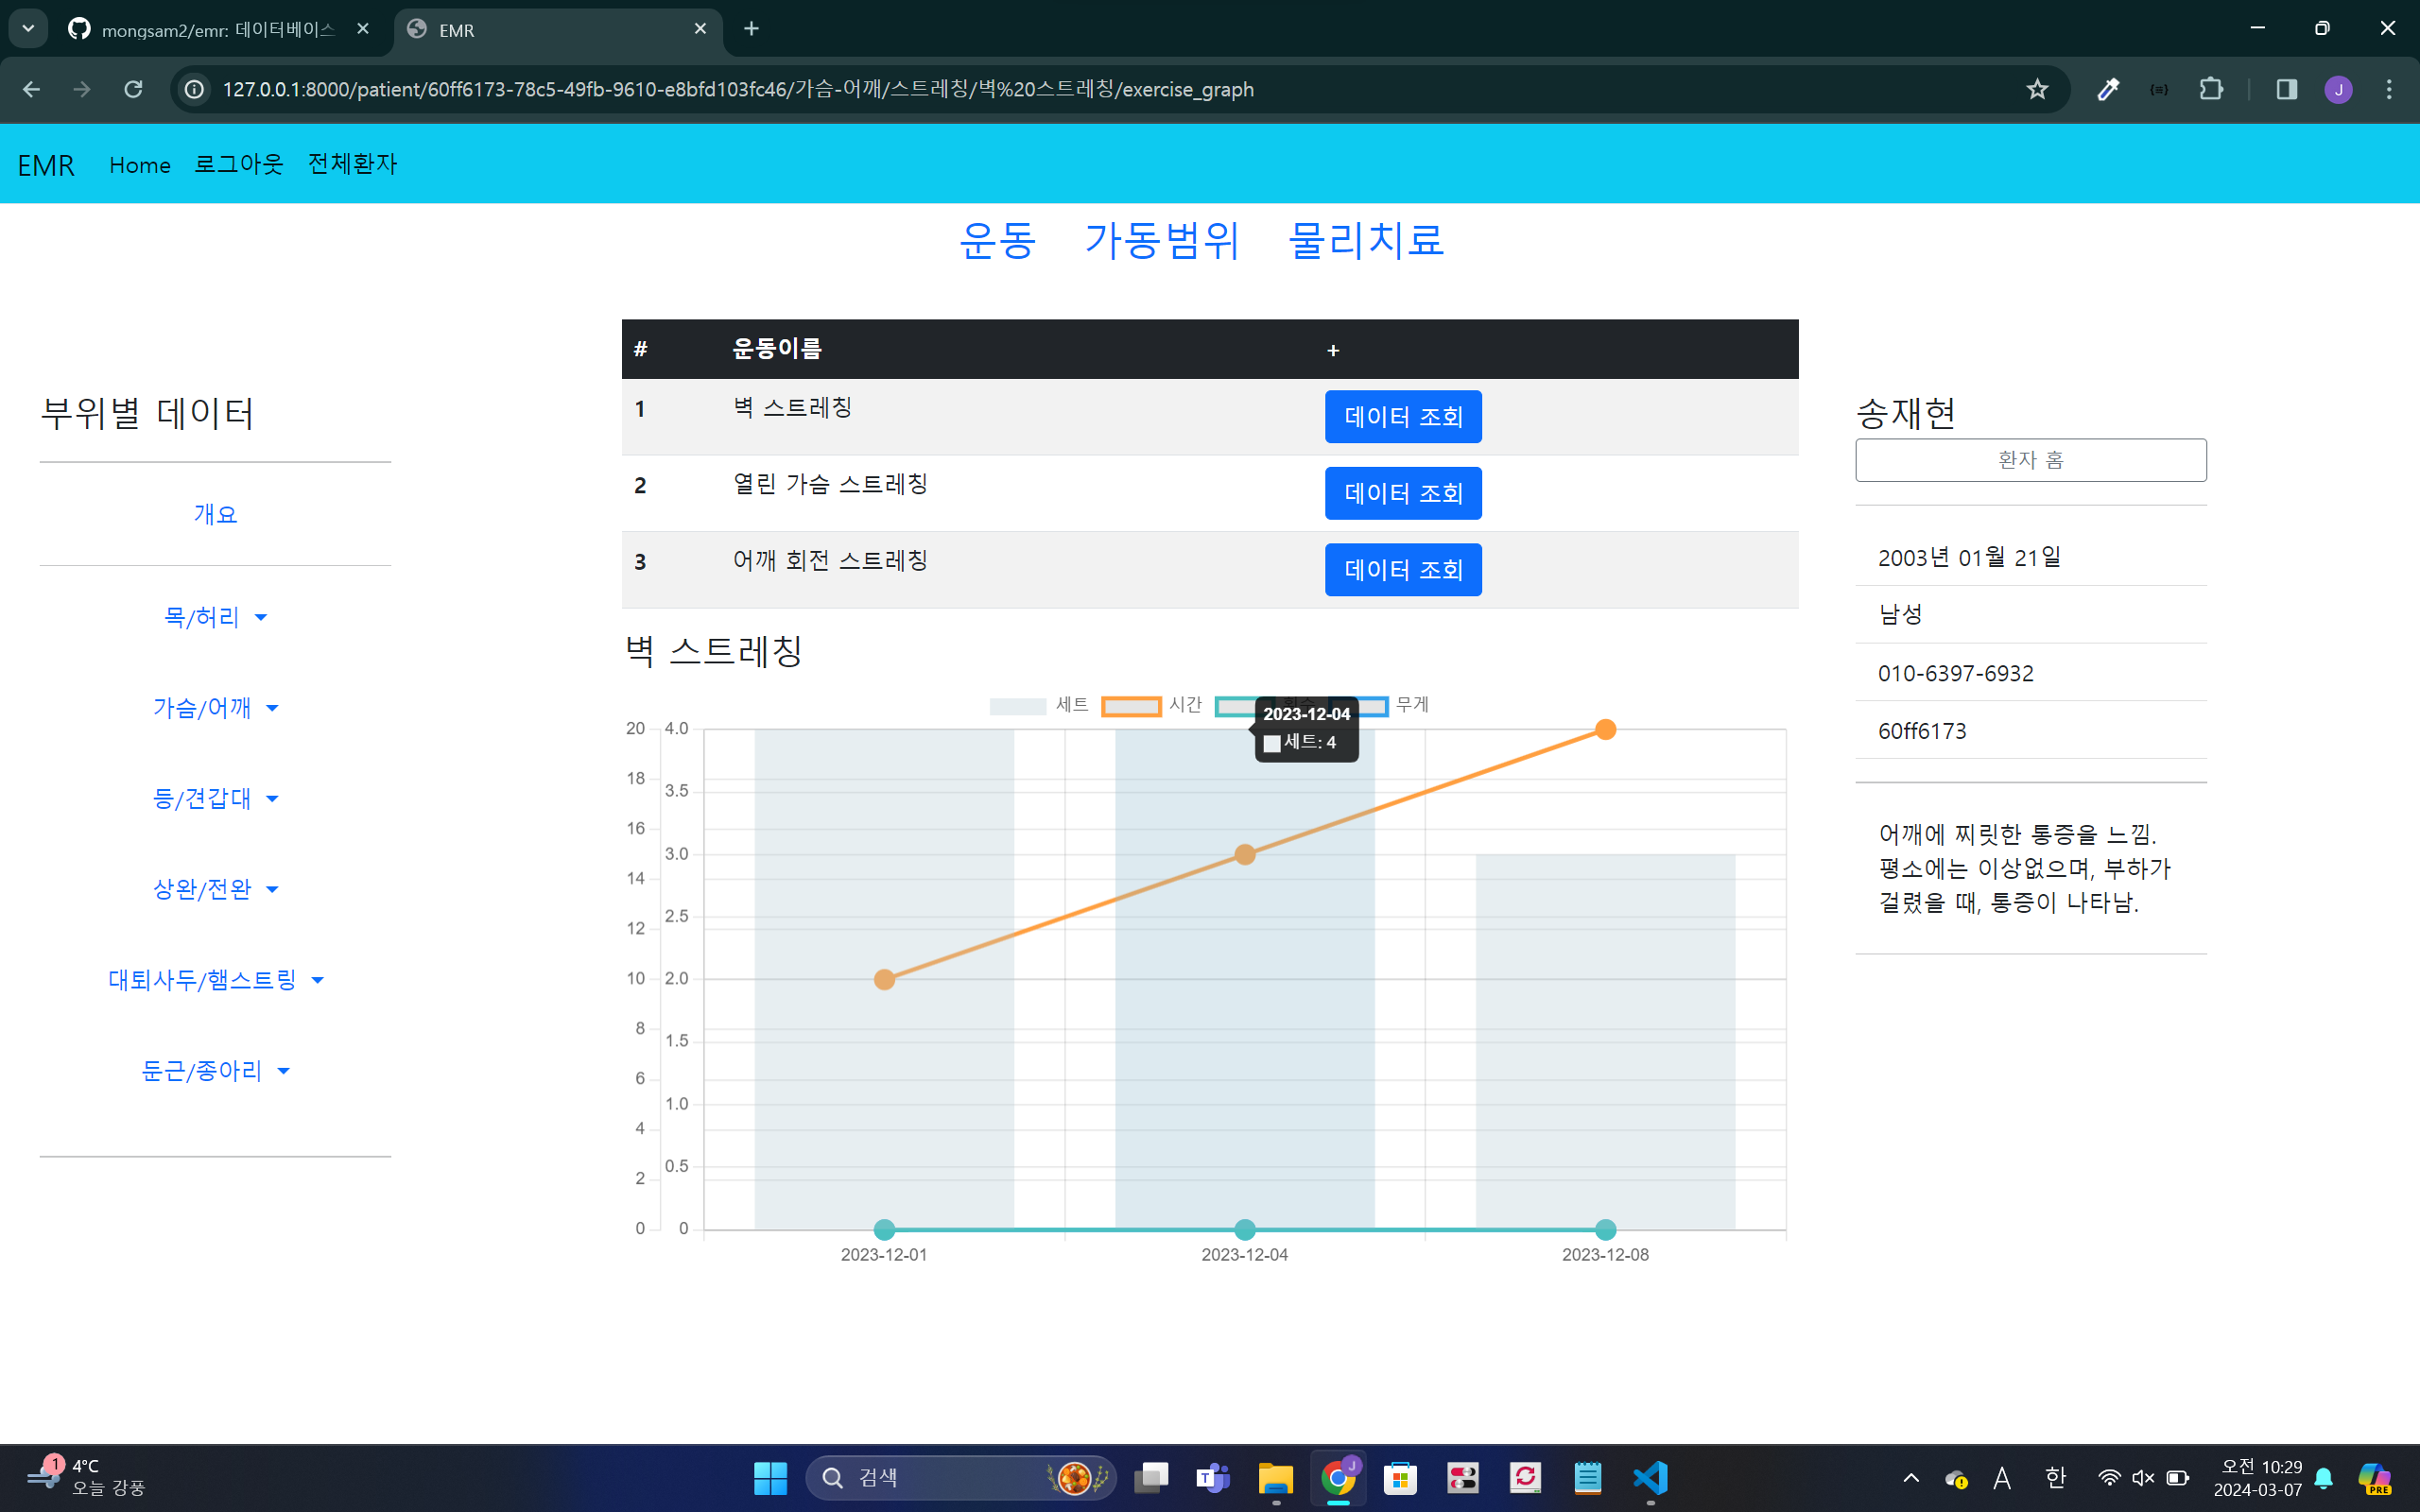 mongsam2/emr: 데이터베이스
EMR
127.0.0.1:8000/patient/60ff6173-78c5-49fb-9610-e8bfd103fc46/가슴-어깨/스트레칭/벽%20스트레칭/exercise_graph
J
EMR Home 로그아웃 전체환자
운동 가동범위 물리치료
부위별 데이터
개요
목/허리
가슴/어깨
등/견갑대
상완/전완
대퇴사두/햄스트링
둔근/종아리
# 운동이름 +
1 벽 스트레칭 데이터 조회
2 열린 가슴 스트레칭 데이터 조회
3 어깨 회전 스트레칭 데이터 조회
벽 스트레칭
세트 시간 무게
2023-12-04
세트: 4
20 4.0
18
3.5
16
3.0
14
2.5
12
10 2.0
8
1.5
6
1.0
4
0.5
2
0 0
2023-12-01 2023-12-04 2023-12-08
송재현
환자 홈
2003년 01월 21일
남성
010-6397-6932
60ff6173
어깨에 찌릿한 통증을 느낌.
평소에는 이상없으며, 부하가
걸렸을 때, 통증이 나타남.
1
4°C
오늘 강풍
검색
T
J
A
한
오전 10:29
2024-03-07
PRE